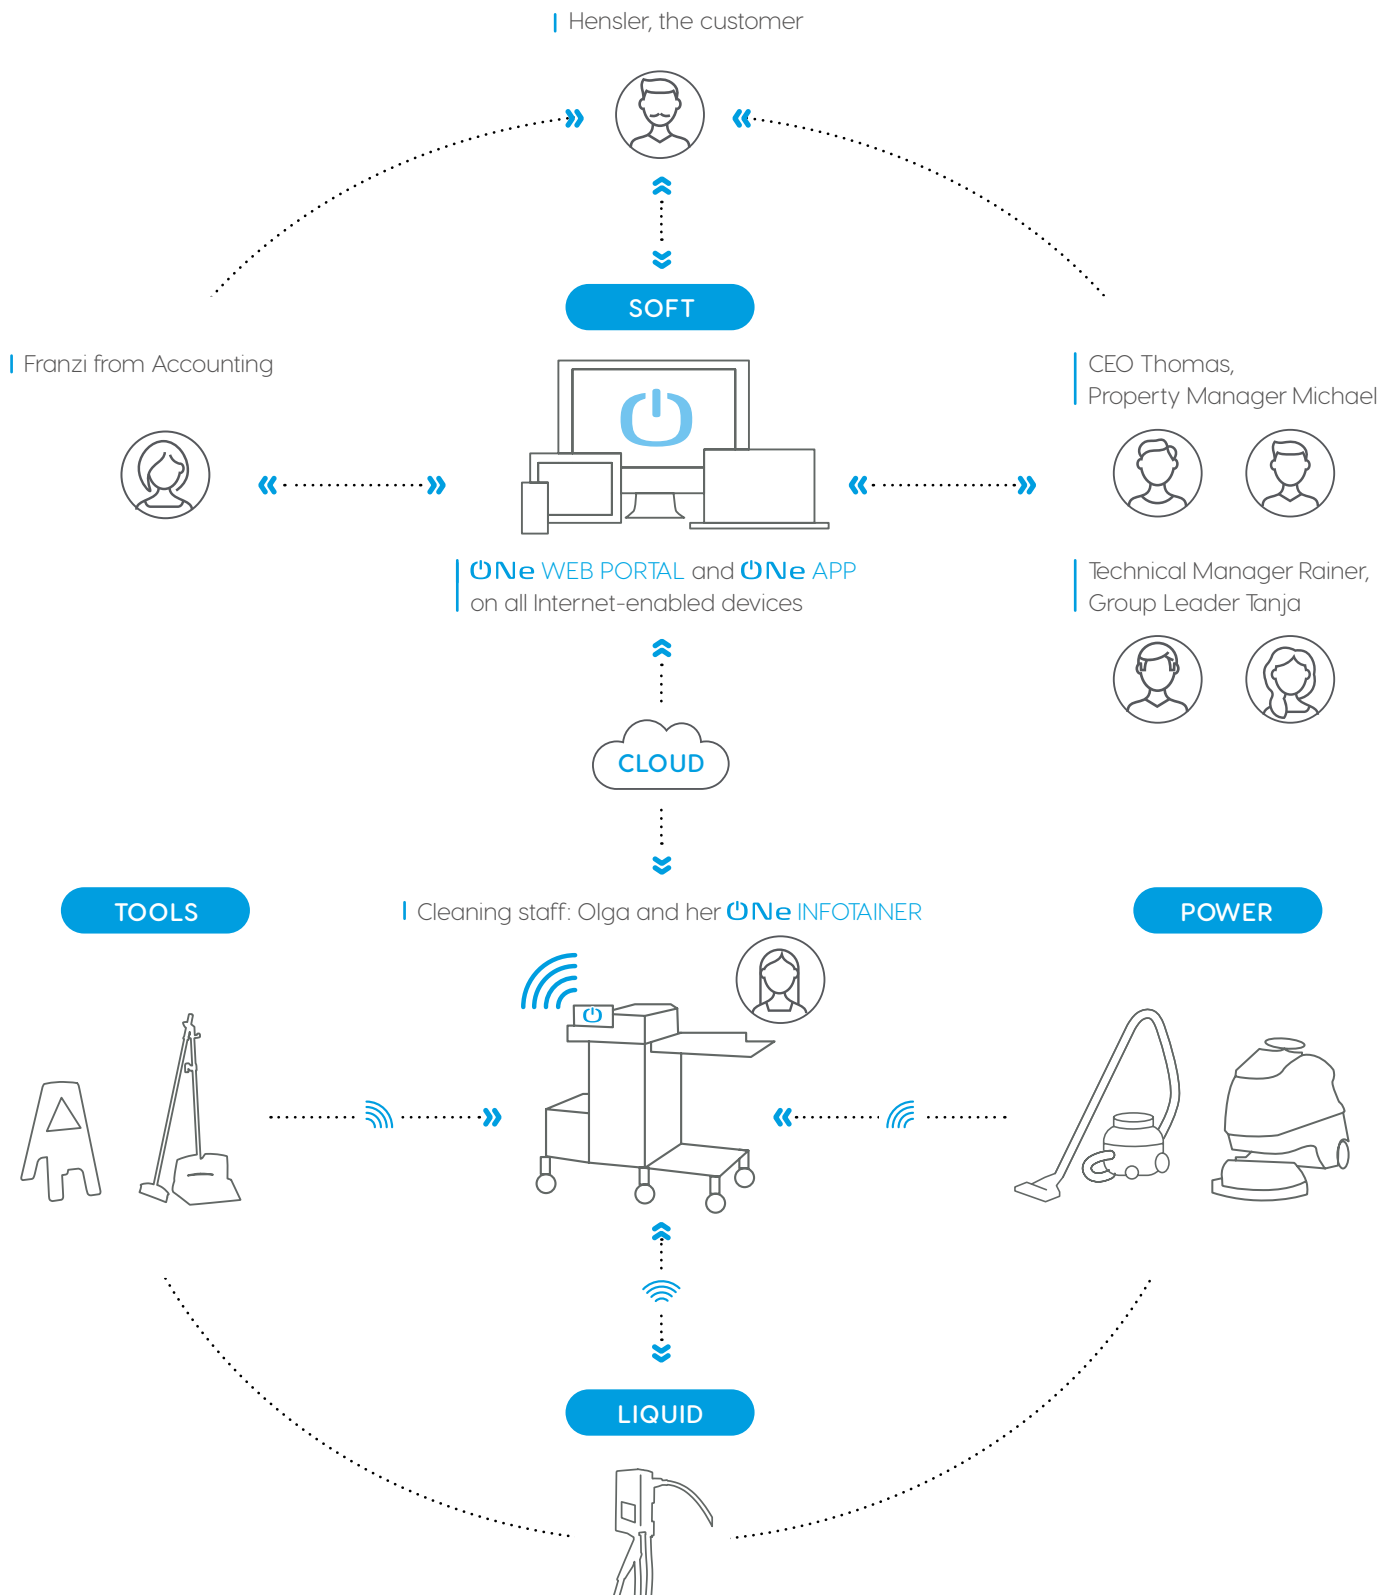 Hensler, the customer
SOFT
Franzi from Accounting
CEO Thomas,
Property Manager Michael
ONe WEB PORTAL and ONe APP
on all Internet-enabled devices
Technical Manager Rainer,
Group Leader Tanja
CLOUD
TOOLS
Cleaning staff: Olga and her ONe INFOTAINER
POWER
LIQUID